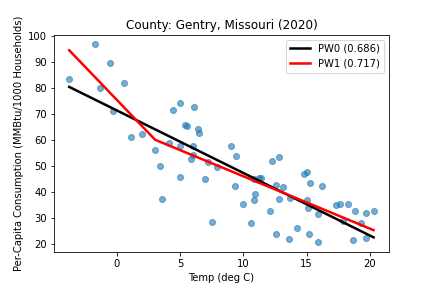 County: Gentry, Missouri (2020)
Per-Capita Consumption (MMBtu/1000 Households)
100
90
80
70
60
50
40
30
20
PW0 (0.686)
PW1 (0.717)
0 5 10 15 20
Temp (deg C)